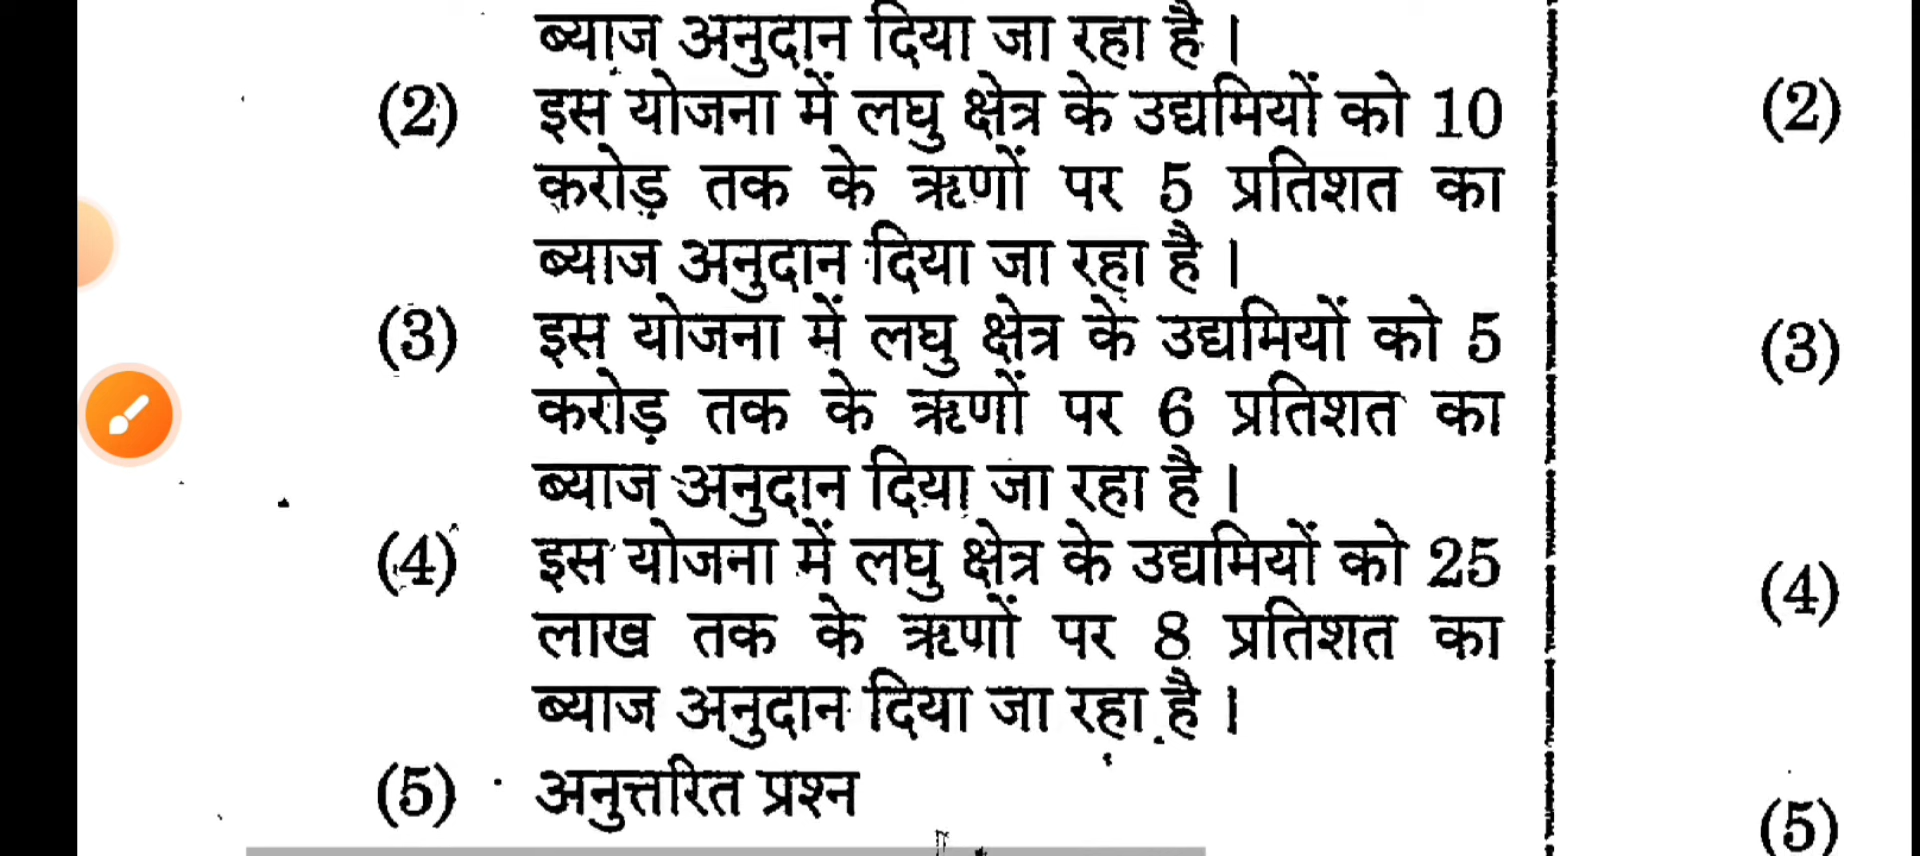 ब्याज अनुदान दिया जा रहा है ।
(2) इस योजना में लघु क्षेत्र के उद्यमियों को 10 (2)
करोड़ तक के ऋणों पर 5 प्रतिशत का
ब्याज अनुदान दिया जा रहा है ।
(3) इस योजना में लघु क्षेत्र के उद्यमियों को 5 (3)
करोड़ तक के ऋणों पर 6 प्रतिशत का
ब्याज अनुदान दिया जा रहा है ।
(4) इस योजना में लघु क्षेत्र के उद्यमियों को 25 (4)
लाख तक के ऋणों पर 8 प्रतिशत का
ब्याज अनुदान दिया जा रहा है ।
(5) अनुत्तरित प्रश्न (5)